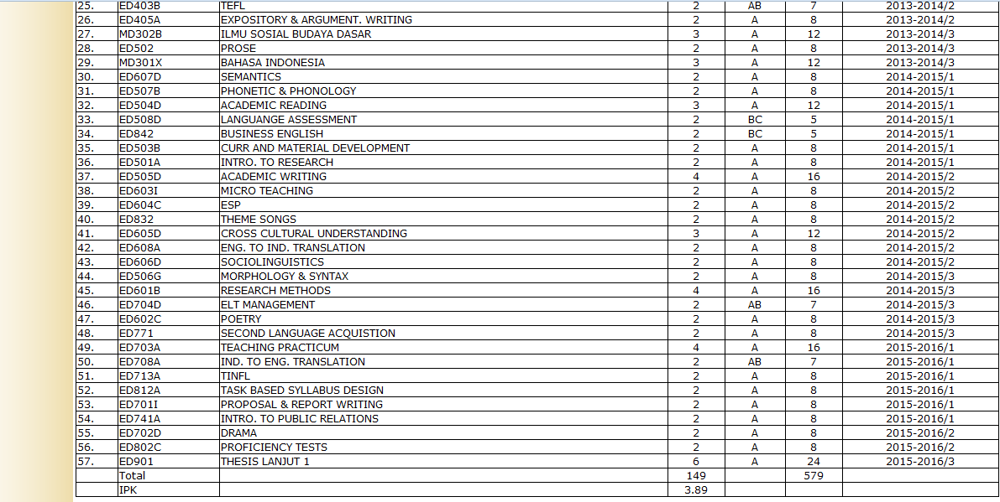 25. ED403B TEFL 2 AB 7 2013-2014/2
26. ED405A EXPOSITORY & ARGUMENT. WRITING 2 A 8 2013-2014/2
27. MD302B ILMU SOSIAL BUDAYA DASAR 3 A 12 2013-2014/3
28. ED502 PROSE 2 A 8 2013-2014/3
29. MD301X BAHASA INDONESIA 3 A 12 2013-2014/3
30. ED607D SEMANTICS 2 A 8 2014-2015/1
31. ED507B PHONETIC & PHONOLOGY 2 A 8 2014-2015/1
32. ED504D ACADEMIC READING 3 A 12 2014-2015/1
33. ED508D LANGUANGE ASSESSMENT 2 BC 5 2014-2015/1
34. ED842 BUSINESS ENGLISH 2 BC 5 2014-2015/1
35. ED503B CURR AND MATERIAL DEVELOPMENT 2 A 8 2014-2015/1
36. ED501A INTRO. TO RESEARCH 2 A 8 2014-2015/1
37. ED505D ACADEMIC WRITING 4 A 16 2014-2015/2
38. ED603I MICRO TEACHING 2 A 8 2014-2015/2
39. ED604C ESP 2 A 8 2014-2015/2
40. ED832 THEME SONGS 2 A 8 2014-2015/2
41. ED605D CROSS CULTURAL UNDERSTANDING 3 A 12 2014-2015/2
42. ED608A ENG. TO IND. TRANSLATION 2 A 8 2014-2015/2
43. ED606D SOCIOLINGUISTICS 2 A 8 2014-2015/2
44. ED506G MORPHOLOGY & SYNTAX 2 A 8 2014-2015/3
45. ED601B RESEARCH METHODS 4 A 16 2014-2015/3
46. ED704D ELT MANAGEMENT 2 AB 7 2014-2015/3
47. ED602C POETRY 2 A 8 2014-2015/3
48. ED771 SECOND LANGUAGE ACQUISTION 2 A 8 2014-2015/3
49. ED703A TEACHING PRACTICUM 4 A 16 2015-2016/1
50. ED708A IND. TO ENG. TRANSLATION 2 AB 7 2015-2016/1
51. ED713A TINFL 2 A 8 2015-2016/1
52. ED812A TASK BASED SYLLABUS DESIGN 2 A 8 2015-2016/1
53. ED701I PROPOSAL & REPORT WRITING 2 A 8 2015-2016/1
54. ED741A INTRO. TO PUBLIC RELATIONS 2 A 8 2015-2016/1
55. ED702D DRAMA 2 A 8 2015-2016/2
56. ED802C PROFICIENCY TESTS 2 A 8 2015-2016/2
57. ED901 THESIS LANJUT 1 6 A 24 2015-2016/3
Total 149 579
IPK 3.89